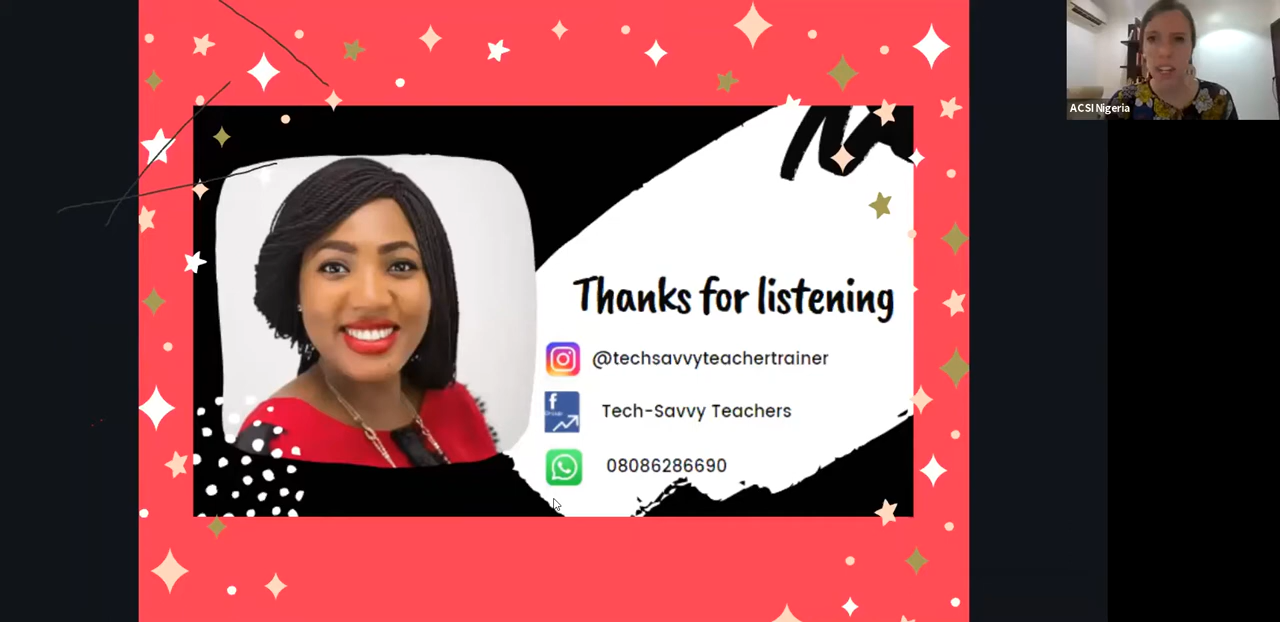 ACSI Nigeria
Thanks for listening
@techsavvyteachertrainer
Tech-Savvy Teachers
08086286690